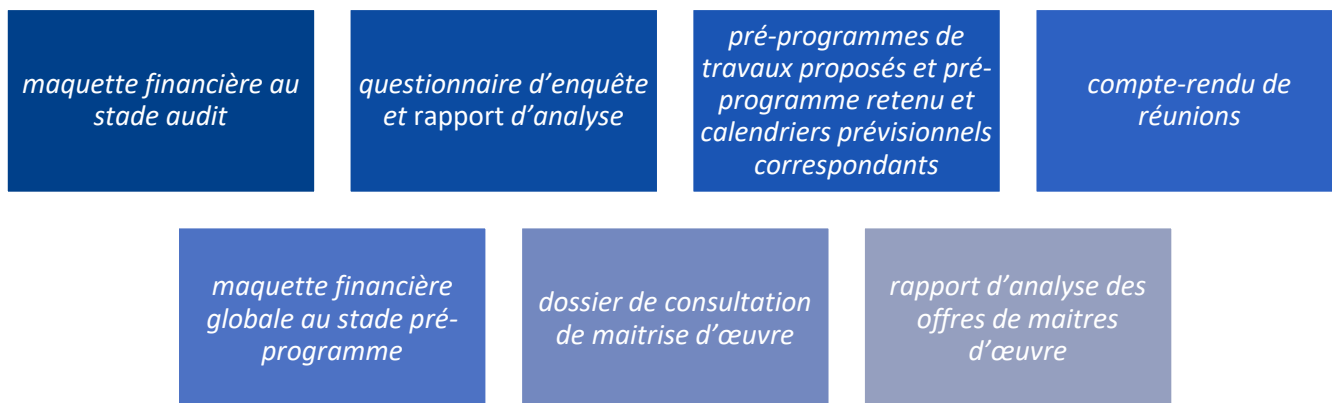 maquette financière au
stade audit
questionnaire d’enquête
et rapport d’analyse
pré-programmes de
travaux proposés et pré-
programme retenu et
calendriers prévisionnels
correspondants
compte-rendu de
réunions
maquette financière
globale au stade pré-
programme
dossier de consultation
de maitrise d’œuvre
rapport d’analyse des
offres de maitres
d’œuvre